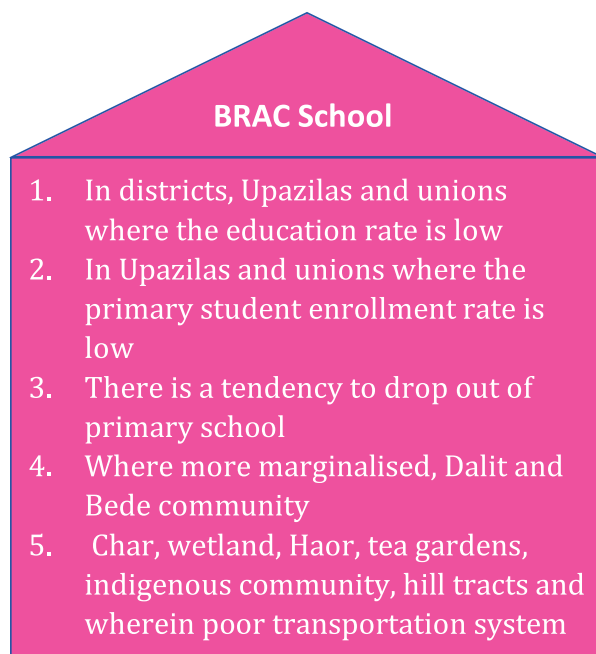 BRAC School
1. In districts, Upazilas and unions
where the education rate is low
2. In Upazilas and unions where the
primary student enrollment rate is
low
3. There is a tendency to drop out of
primary school
4. Where more marginalised, Dalit and
Bede community
5. Char, wetland, Haor, tea gardens,
indigenous community, hill tracts and
wherein poor transportation system